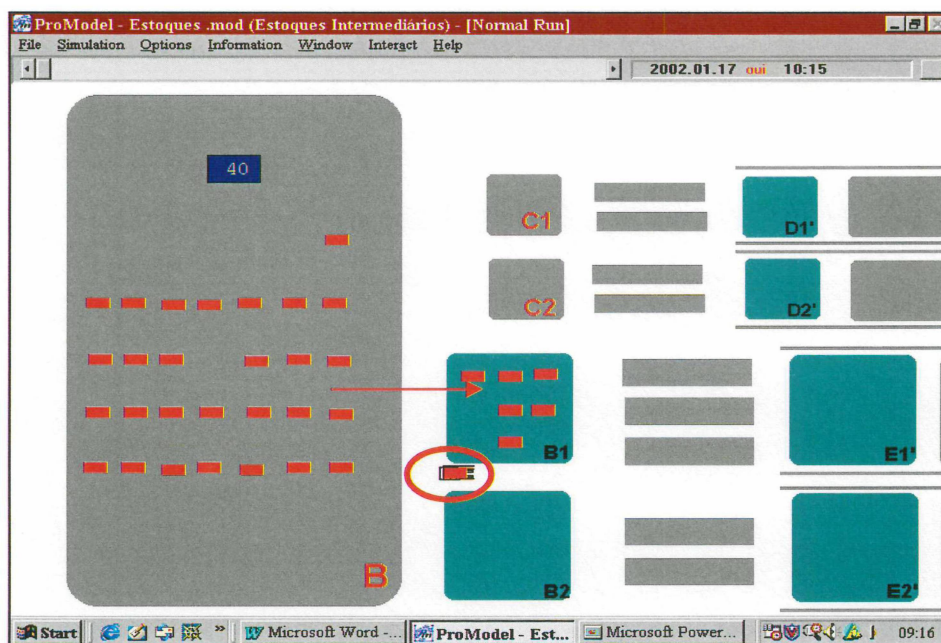 ProModel - Estoques .mod (Estoques Intermediários) - [Normal Run]
File Simulation Options Information Window Interact Help
2002.01.17 qui 10:15
40
C1
D1'
C2
D2'
B1
E1'
B
B2
E2'
Start » Microsoft Word -... ProModel - Est... Microsoft Power... 09:16